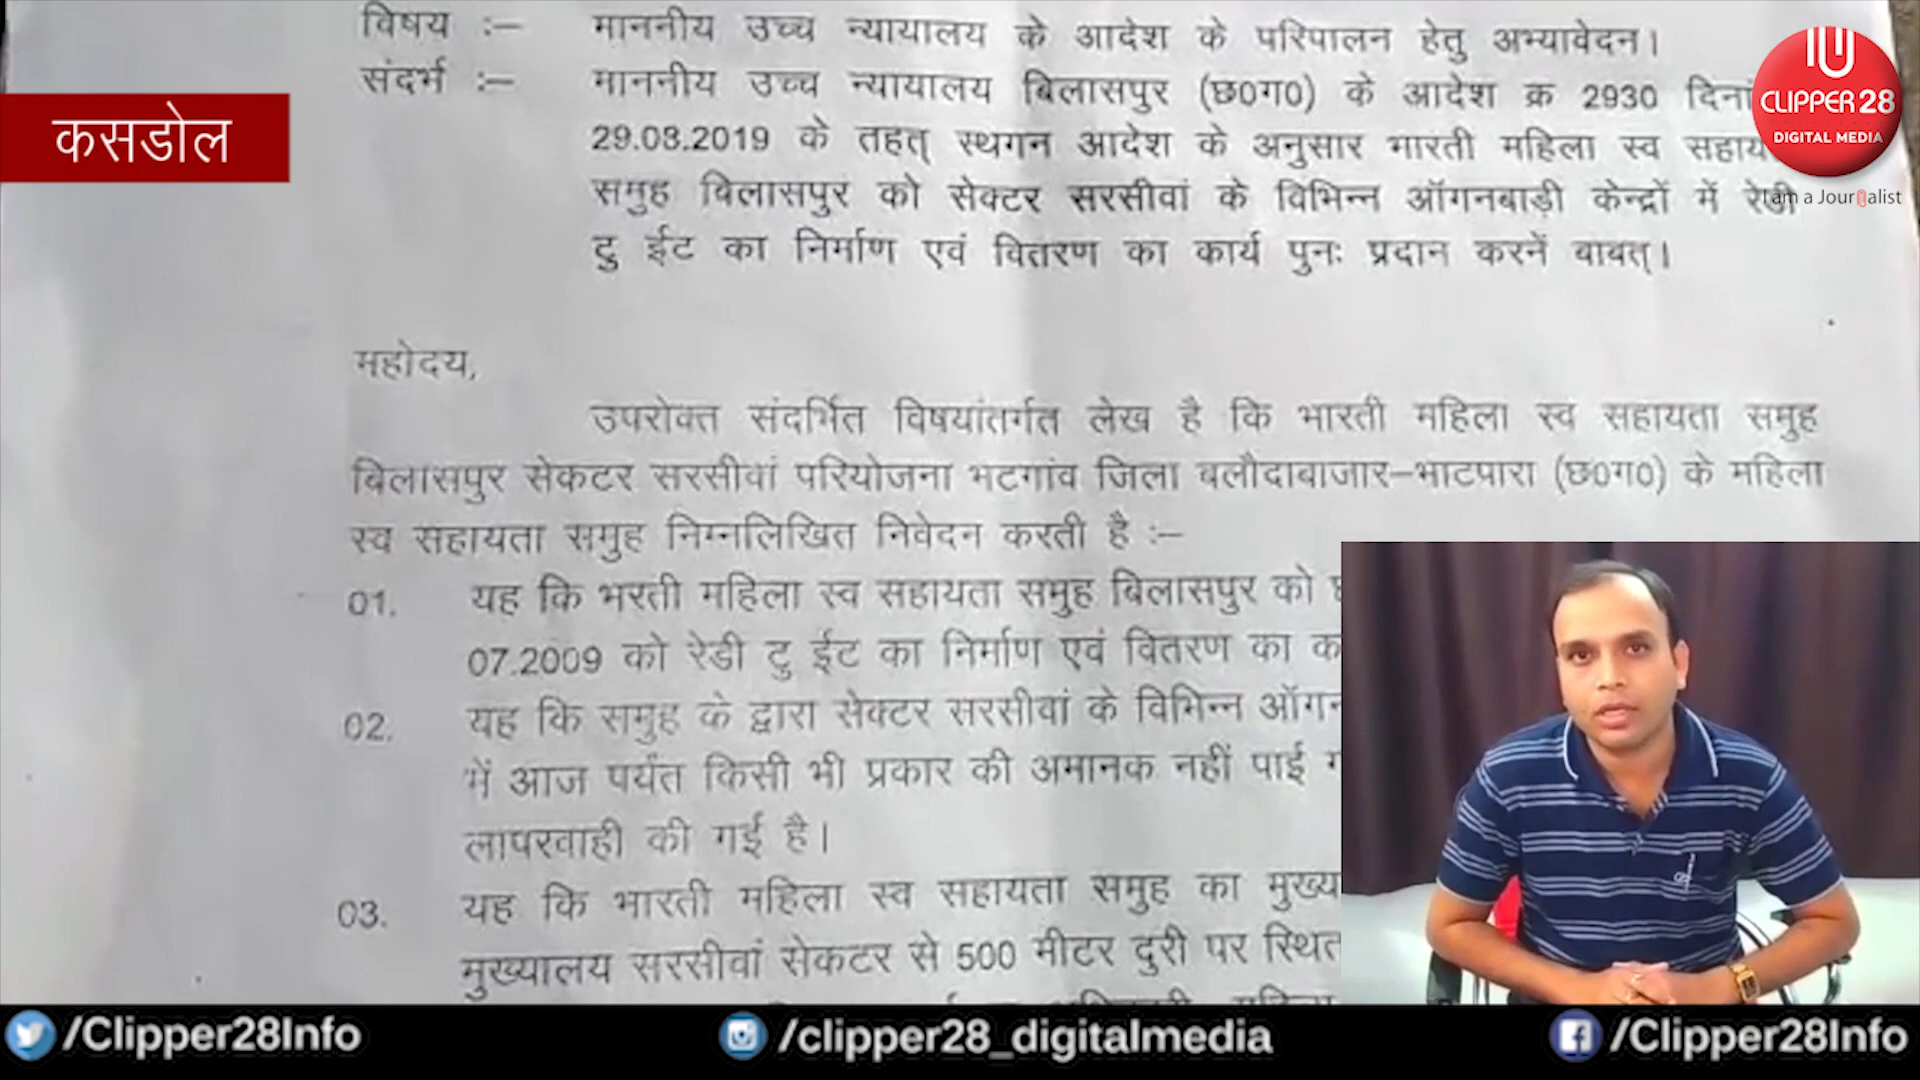 विषय :– माननीय उच्च न्यायालय के आदेश के परिपालन हेतु अभ्यावेदन।
संदर्भ :– माननीय उच्च न्यायालय बिलासपुर (छ0ग0) के आदेश क्र 2930
29.08.2019 के तहत् स्थगन आदेश के अनुसार भारती महिला स्व
समुह बिलासपुर को सेक्टर सरसीवां के विभिन्न ऑगनबाड़ी केन्द्रों में रेडी
टु ईट का निर्माण एवं वितरण का कार्य पुनः प्रदान करनें बाबत्।
कसडोल
CLIPPER 28
DIGITAL MEDIA
I am a Journalist
महोदय,
उपरोक्त संदर्भित विषयांतर्गत लेख है कि भारती महिला स्व सहायता समुह
बिलासपुर सेकटर सरसीवां परियोजना भटगांव जिला बलौदाबाजार–भाटपारा (छ0ग0) के महिला
स्व सहायता समुह निम्नलिखित निवेदन करती है :–
01. यह कि भरती महिला स्व सहायता समुह बिलासपुर को
07.2009 को रेडी टु ईट का निर्माण एवं वितरण का
02. यह कि समुह के द्वारा सेक्टर सरसीवां के विभिन्न
में आज पर्यंत किसी भी प्रकार की अमानक नहीं पाई
लापरवाही की गई है।
03. यह कि भारती महिला स्व सहायता समुह का
मुख्यालय सरसीवां सेकटर से 500 मीटर दुरी पर स्थित
/Clipper28Info
/clipper28_digitalmedia
/Clipper28Info